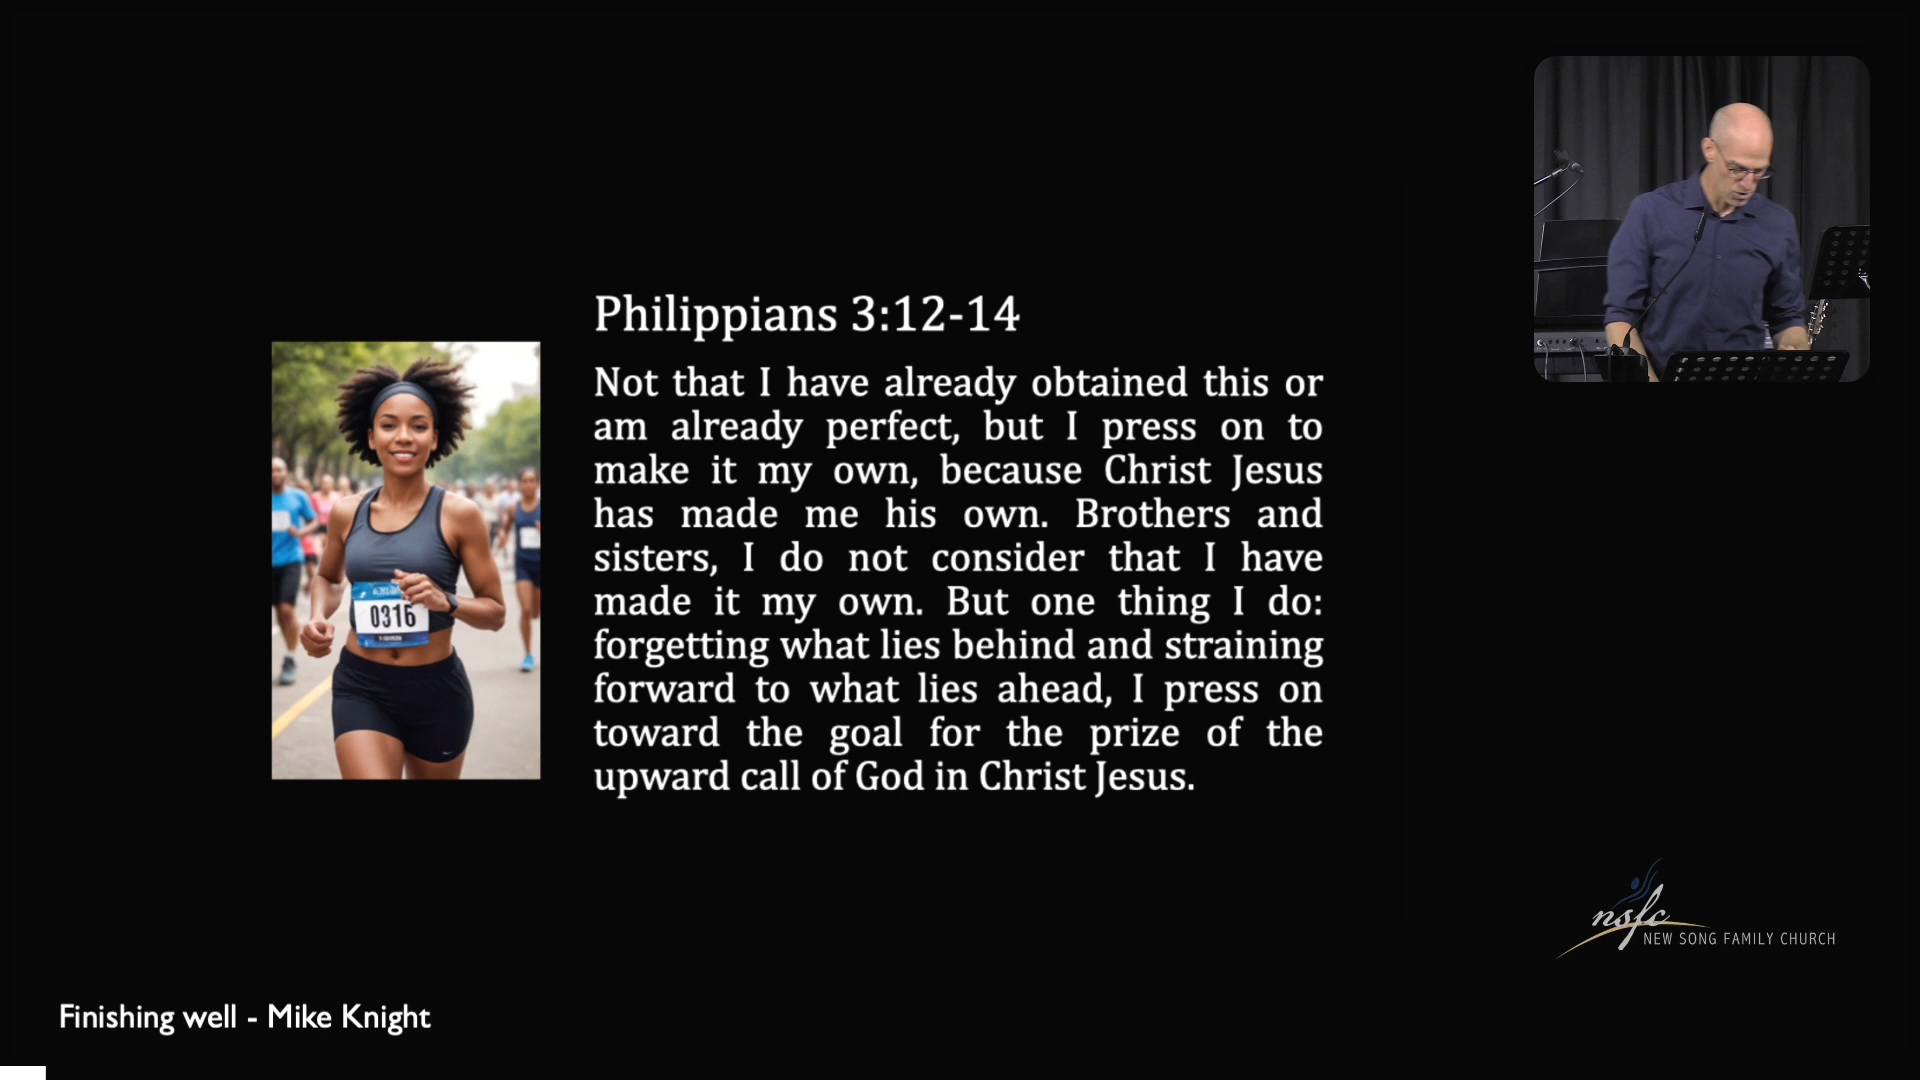 Philippians 3:12-14
Not that I have already obtained this or
am already perfect, but I press on to
make it my own, because Christ Jesus
has made me his own. Brothers and
sisters, I do not consider that I have
made it my own. But one thing I do:
forgetting what lies behind and straining
forward to what lies ahead, I press on
toward the goal for the prize of the
upward call of God in Christ Jesus.
0316
nsfc
NEW SONG FAMILY CHURCH
Finishing well - Mike Knight